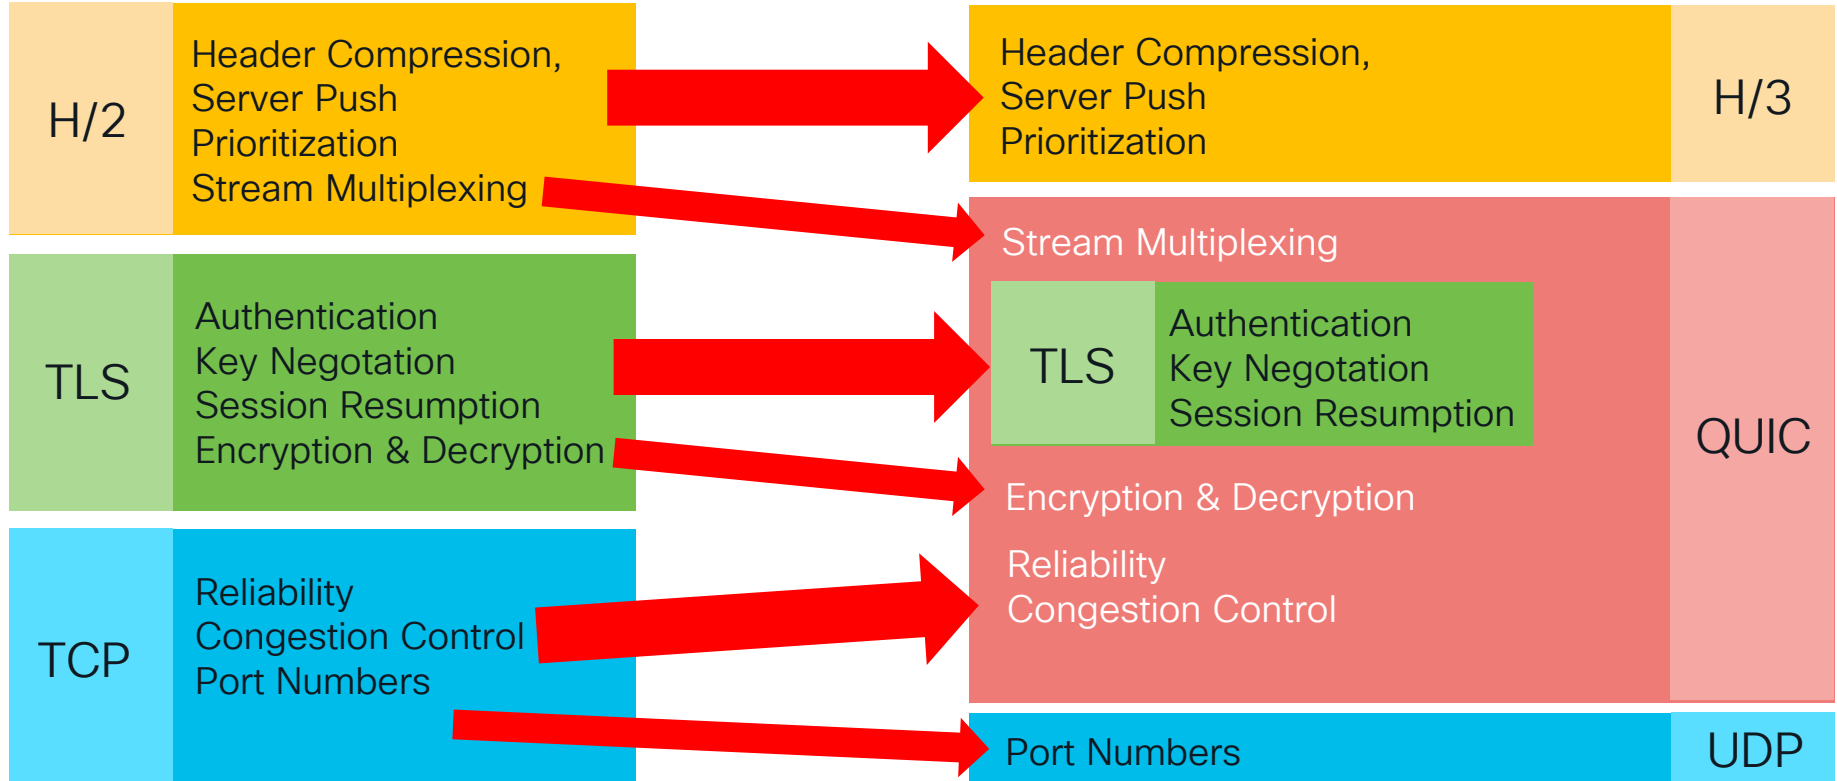 H/2
Header Compression,
Server Push
Prioritization
Stream Multiplexing
TLS
Authentication
Key Negotation
Session Resumption
Encryption & Decryption
TCP
Reliability
Congestion Control
Port Numbers
Header Compression,
Server Push
Prioritization
H/3
Stream Multiplexing
TLS
Authentication
Key Negotation
Session Resumption
Encryption & Decryption
Reliability
Congestion Control
QUIC
Port Numbers
UDP